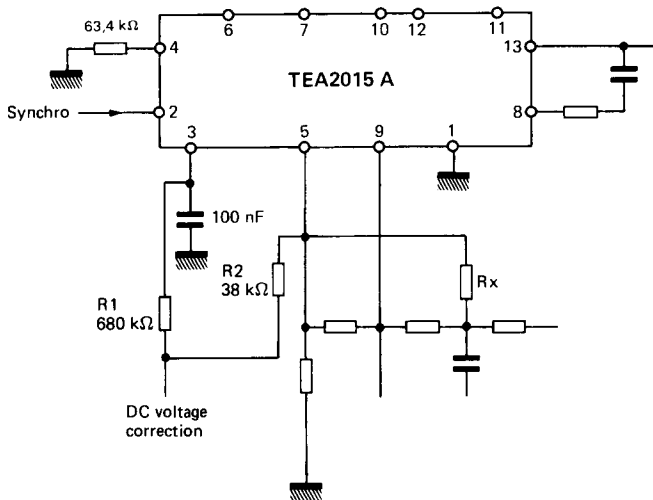 63,4 kΩ
6
7
10
12
11
4
13
TEA2015 A
Synchro
2
8
3
5
9
1
100 nF
R2
38 kΩ
Rx
R1
680 kΩ
DC voltage
correction